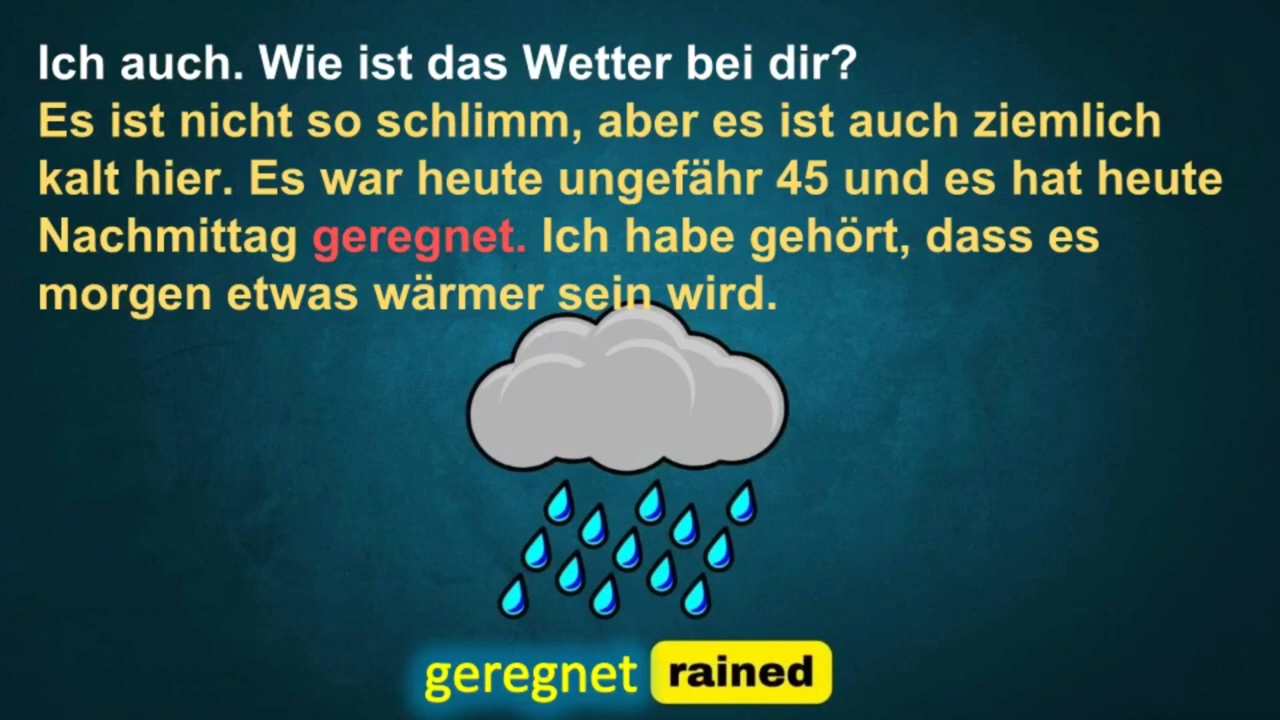 Ich auch. Wie ist das Wetter bei dir?
Es ist nicht so schlimm, aber es ist auch ziemlich
kalt hier. Es war heute ungefähr 45 und es hat heute
Nachmittag geregnet. Ich habe gehört, dass es
morgen etwas wärmer sein wird.
geregnet rained